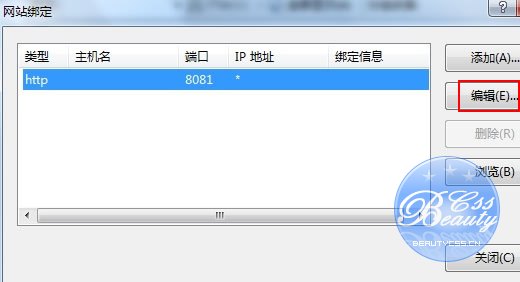 网站绑定
类型 主机名 端口 IP 地址 绑定信息
http 8081 *
添加(A)...
编辑(E)...
删除(R)
浏览(B)
关闭(C)
Css
Beauty
BEAUTYCSS.CN